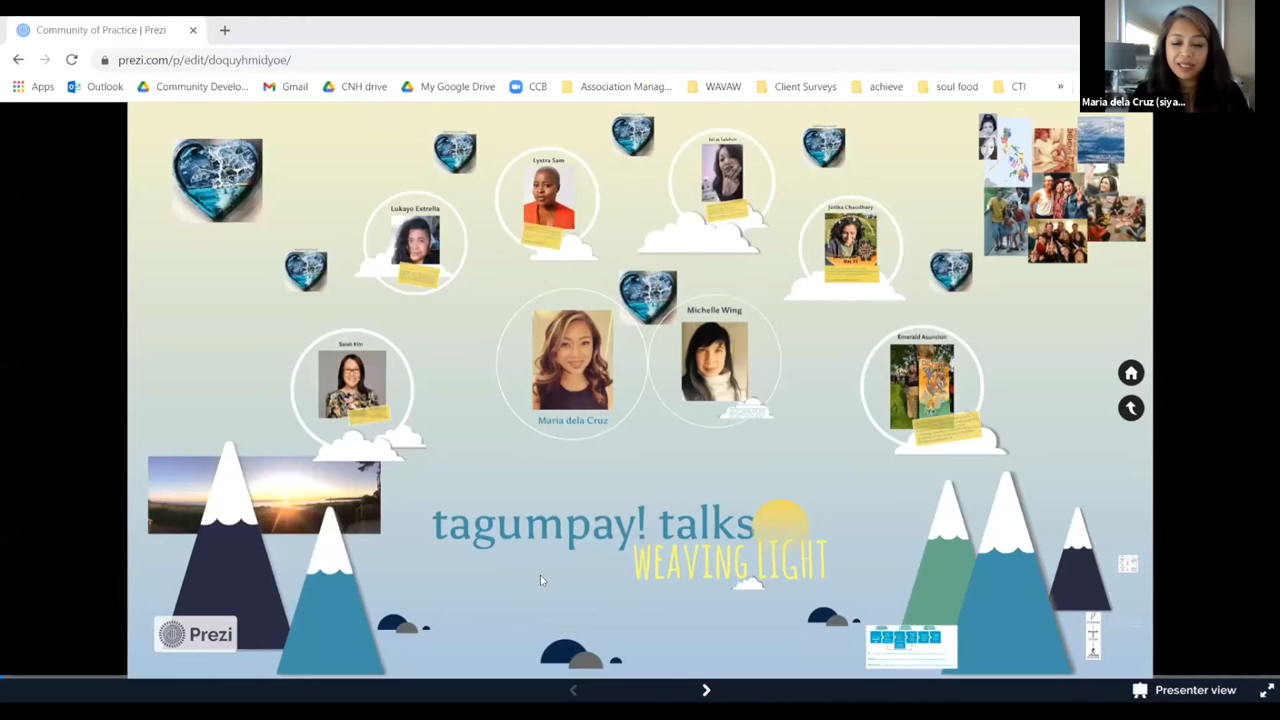 Community of Practice | Prezi
prezi.com/p/edit/doquyhmidyoe/
Apps
Outlook
Community Develo...
Gmail
CNH drive
My Google Drive
CCB
Association Manag...
WAVAW
Client Surveys
achieve
soul food
CTI
»
Maria dela Cruz (siya...
Lystra Sam
Lukayo Estrella
Jotika Chaudhary
Michelle Wing
Sarah Kim
Emerald Asuncion
Maria dela Cruz
tagumpay! talks
WEAVING LIGHT
Prezi
Presenter view